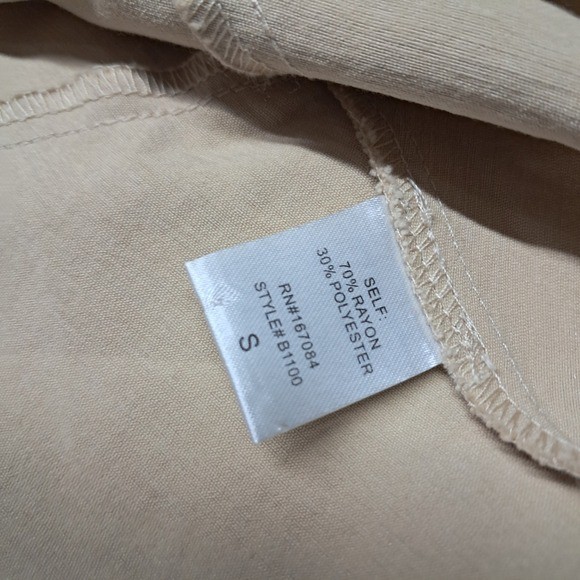 SELF:
70% RAYON
30% POLYESTER
RN#167084
STYLE# B1100
S